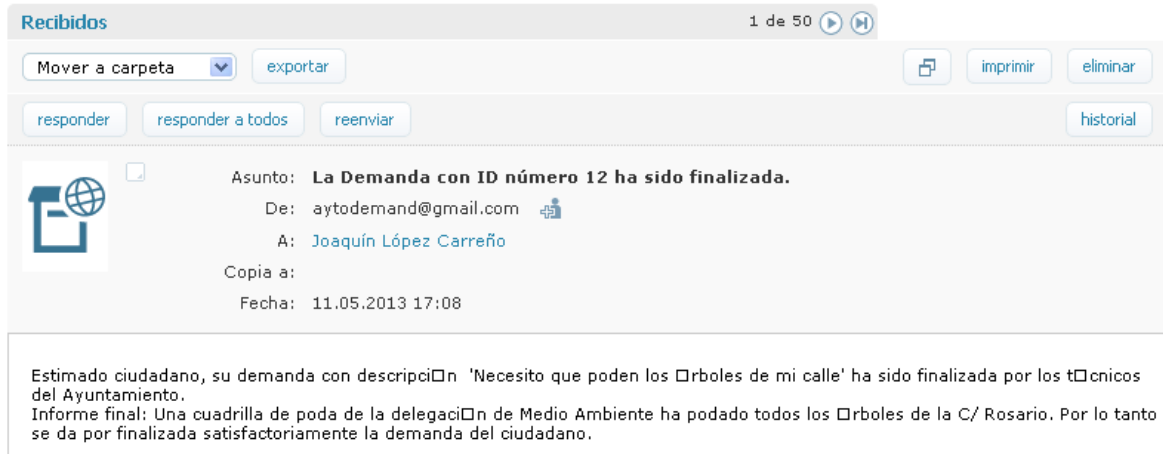 Recibidos 1 de 50
Mover a carpeta exportar imprimir eliminar
responder responder a todos reenviar historial
Asunto: La Demanda con ID número 12 ha sido finalizada.
De: aytodemand@gmail.com
A: Joaquín López Carreño
Copia a:
Fecha: 11.05.2013 17:08
Estimado ciudadano, su demanda con descripci□n 'Necesito que poden los □rboles de mi calle' ha sido finalizada por los t□cnicos
del Ayuntamiento.
Informe final: Una cuadrilla de poda de la delegaci□n de Medio Ambiente ha podado todos los □rboles de la C/ Rosario. Por lo tanto
se da por finalizada satisfactoriamente la demanda del ciudadano.